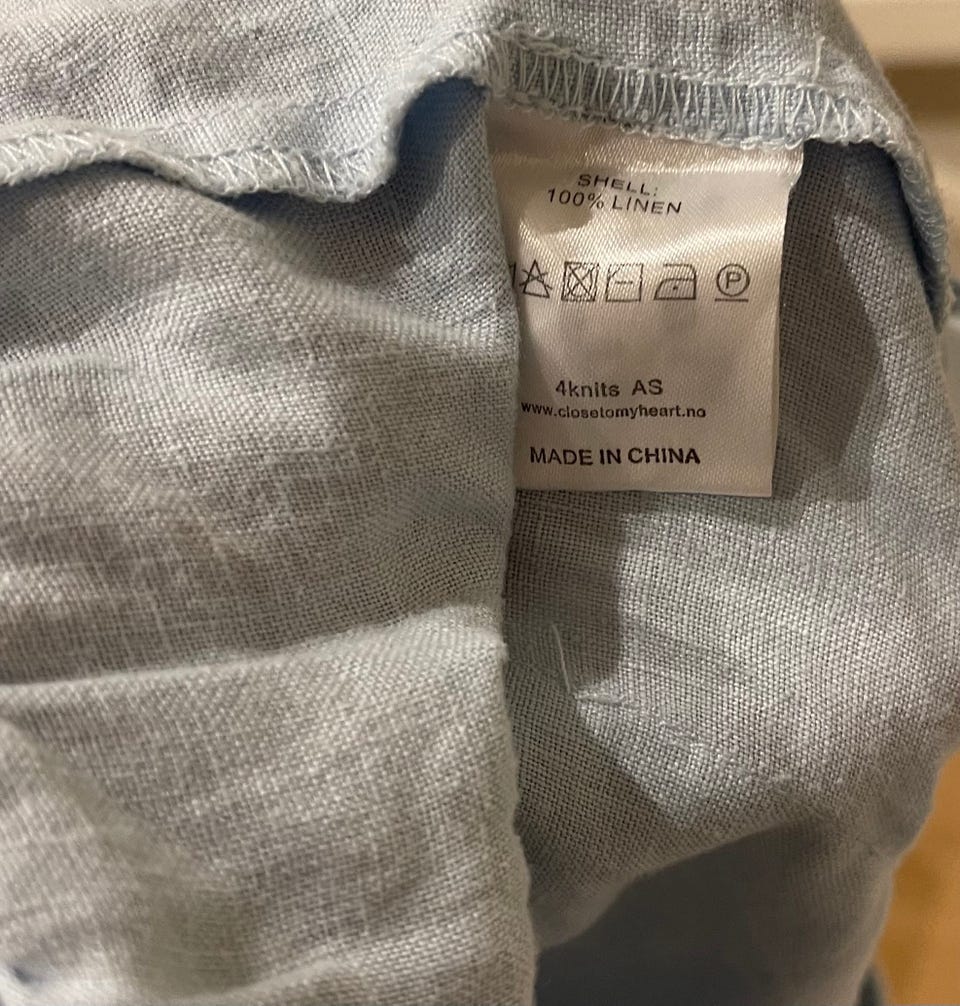 SHELL:
100% LINEN
P
4knits AS
www.closetomyheart.no
MADE IN CHINA